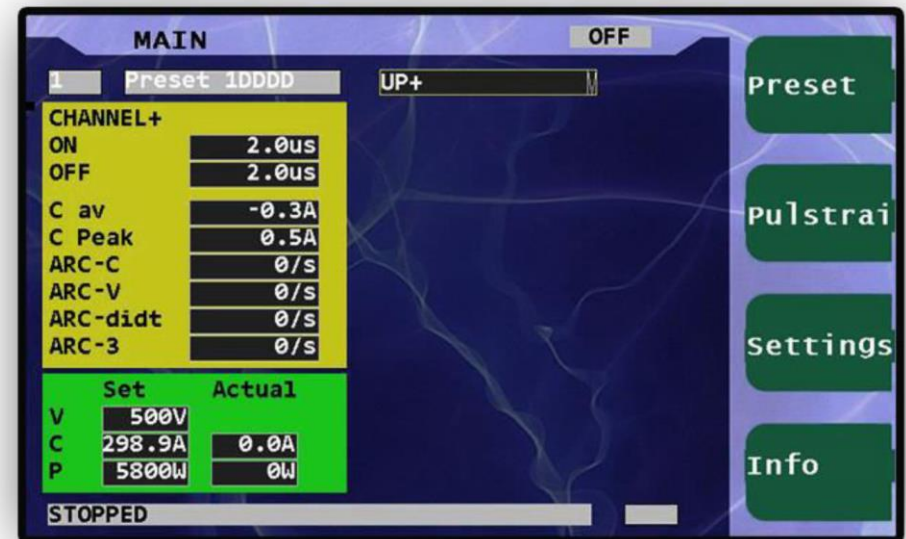 MAIN OFF
1 Preset 1DDDD UP+ M
CHANNEL+
ON 2.0us
OFF 2.0us
C av -0.3A
C Peak 0.5A
ARC-C 0/s
ARC-V 0/s
ARC-didt 0/s
ARC-3 0/s
Set Actual
V 500V
C 298.9A 0.0A
P 5800W 0W
STOPPED
Preset
Pulstrai
Settings
Info